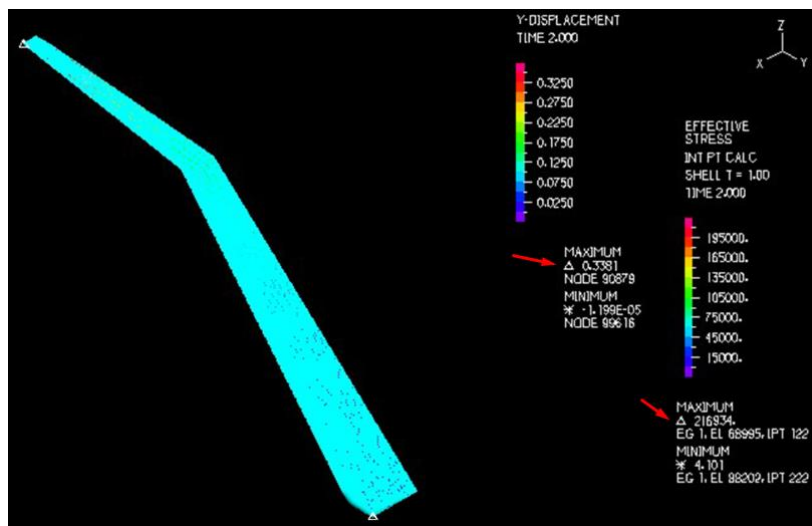 Y-DISPLACEMENT
TIME 2.000
0.3250
0.2750
0.2250
0.1750
0.1250
0.0750
0.0250
MAXIMUM
△ 0.3381
NODE 90879
MINIMUM
* -1.199E-05
NODE 99616
Z
X
Y
EFFECTIVE
STRESS
INT PT CALC
SHELL T = 1.00
TIME 2.000
195000.
165000.
135000.
105000.
75000.
45000.
15000.
MAXIMUM
△ 216934.
EG 1, EL 68995, IPT 122
MINIMUM
* 4.101
EG 1, EL 88209, IPT 222